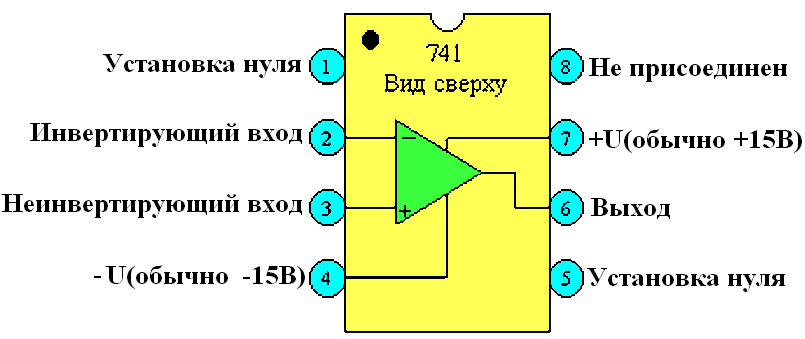 741
Вид сверху
Установка нуля 1
8 Не присоединен
Инвертирующий вход 2
−
7 +U(обычно +15В)
Неинвертирующий вход 3
+
6 Выход
-U(обычно -15В) 4
5 Установка нуля